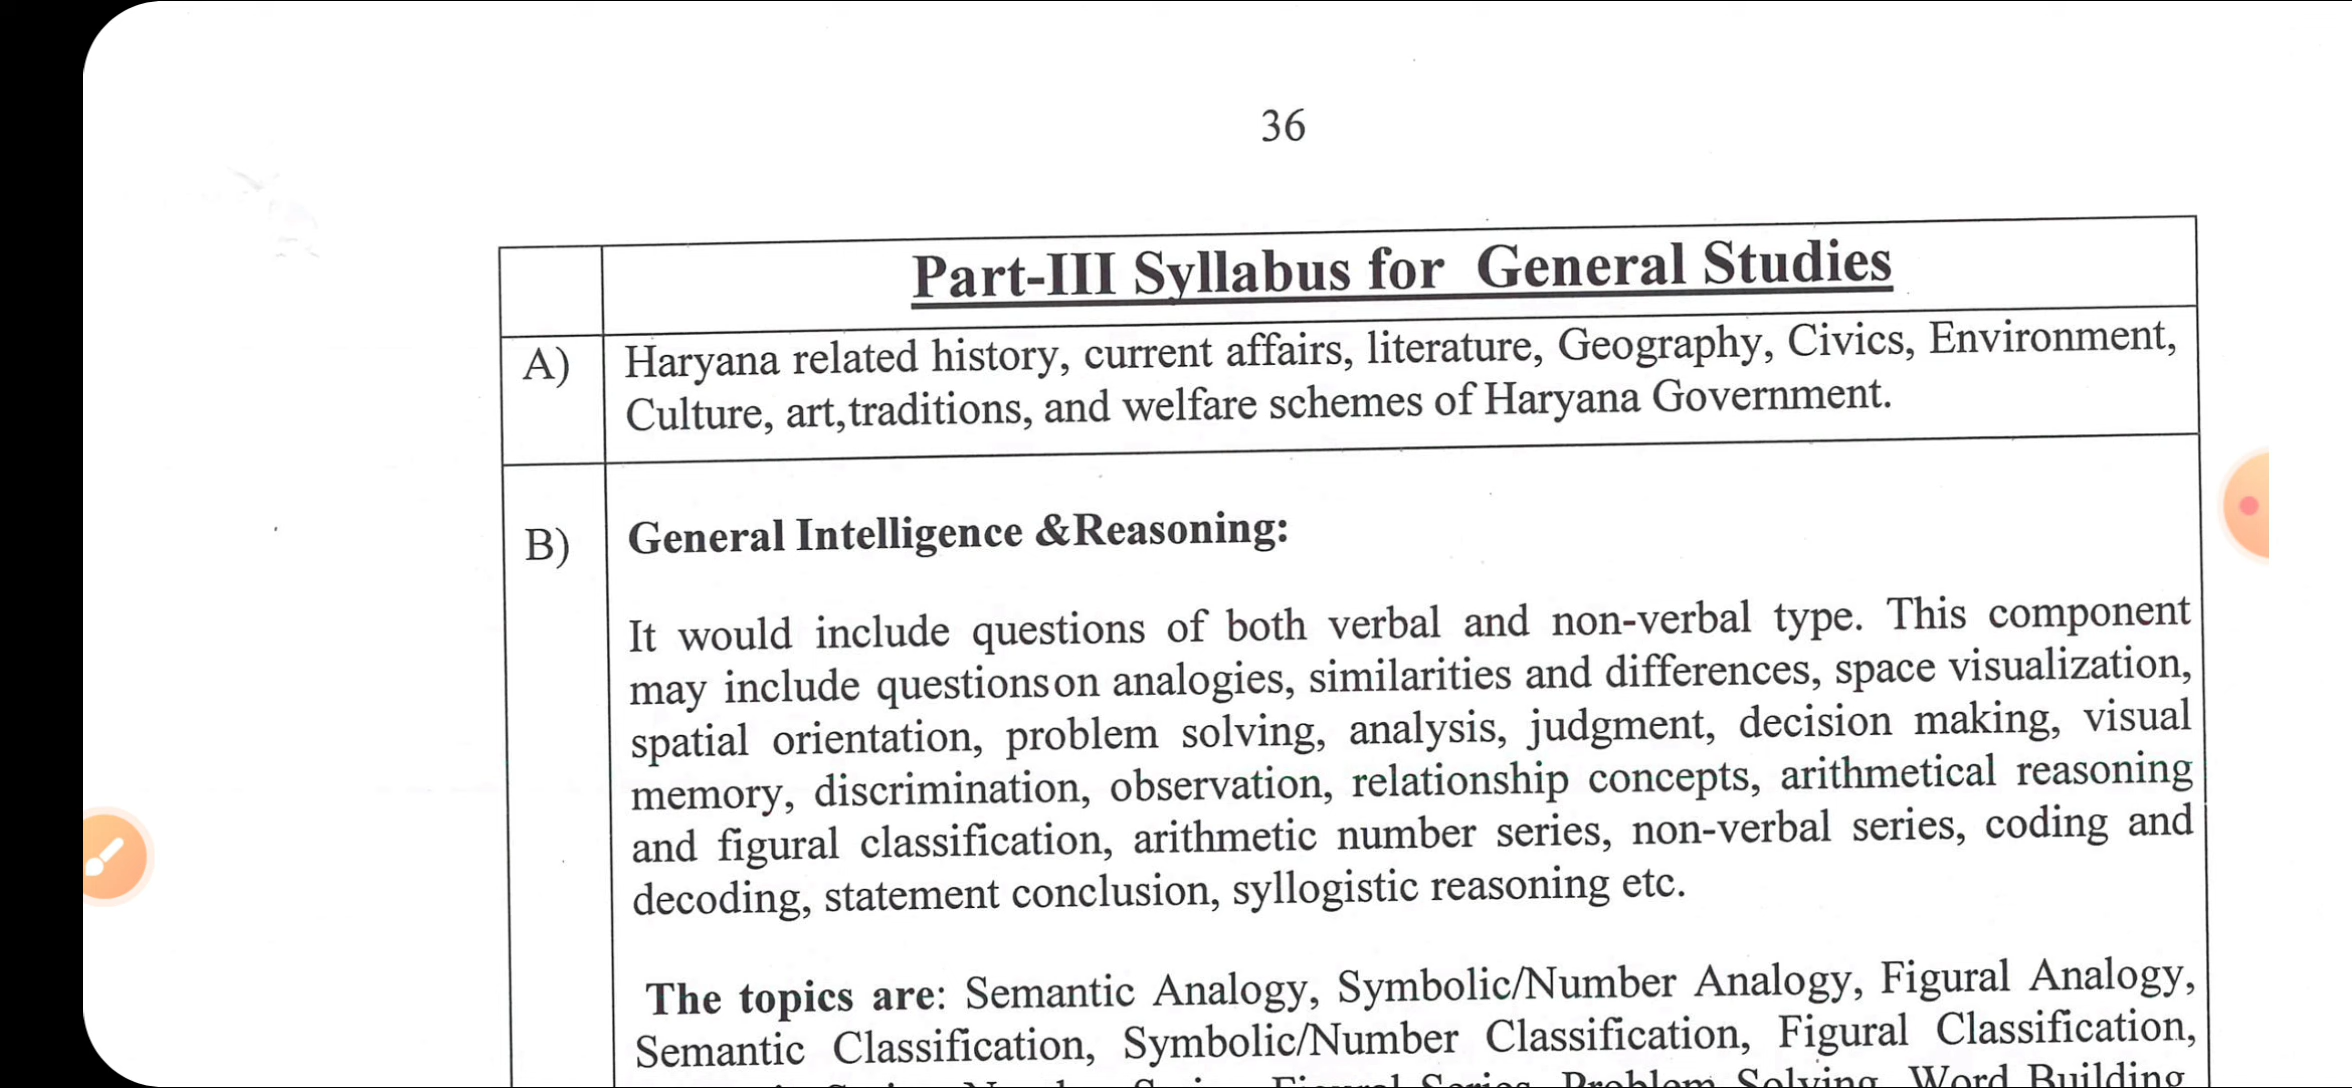 36
Part-III Syllabus for General Studies
A) Haryana related history, current affairs, literature, Geography, Civics, Environment,
Culture, art,traditions, and welfare schemes of Haryana Government.
B) General Intelligence &Reasoning:
It would include questions of both verbal and non-verbal type. This component
may include questionson analogies, similarities and differences, space visualization,
spatial orientation, problem solving, analysis, judgment, decision making, visual
memory, discrimination, observation, relationship concepts, arithmetical reasoning
and figural classification, arithmetic number series, non-verbal series, coding and
decoding, statement conclusion, syllogistic reasoning etc.
The topics are: Semantic Analogy, Symbolic/Number Analogy, Figural Analogy,
Semantic Classification, Symbolic/Number Classification, Figural Classification,
Series, Problem Solving, Word Building,